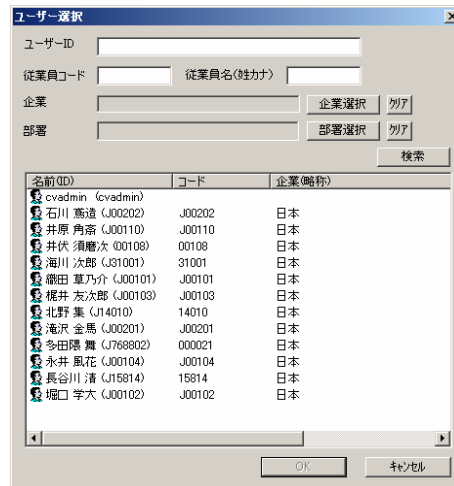 ユーザー選択
ユーザーID
従業員コード 従業員名(姓カナ)
企業 企業選択 クリア
部署 部署選択 クリア
検索
名前(ID) コード 企業(略称)
cvadmin (cvadmin)
石川 蔦造 (J00202) J00202 日本
井原 角斎 (J00110) J00110 日本
井伏 須磨次 (00108) 00108 日本
海川 次郎 (J31001) 31001 日本
織田 草乃介 (J00101) J00101 日本
梶井 友次郎 (J00103) J00103 日本
北野 集 (J14010) 14010 日本
滝沢 金馬 (J00201) J00201 日本
多田隈 舞 (J768802) 000021 日本
永井 風花 (J00104) J00104 日本
長谷川 清 (J15814) 15814 日本
堀口 学大 (J00102) J00102 日本
OK キャンセル